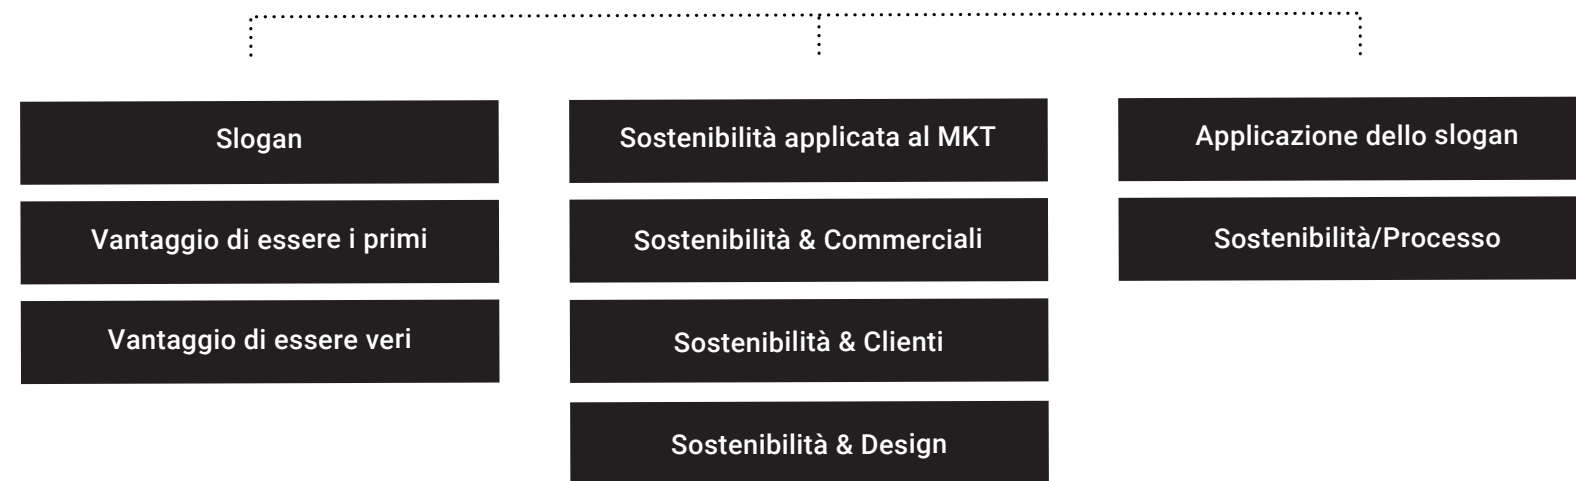 Slogan
Vantaggio di essere i primi
Vantaggio di essere veri
Sostenibilità applicata al MKT
Sostenibilità & Commerciali
Sostenibilità & Clienti
Sostenibilità & Design
Applicazione dello slogan
Sostenibilità/Processo